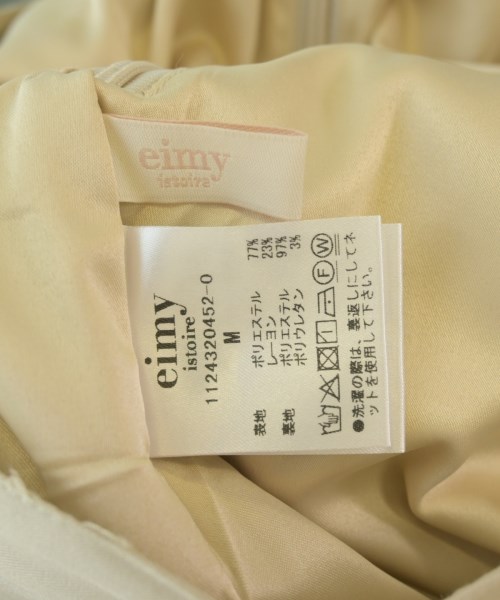 eimy
istoire
eimy
istoire
1124320452-0
M
表地 ポリエステル 77%
レーヨン 23%
裏地 ポリエステル 97%
ポリウレタン 3%
F W
●洗濯の際は、裏返しにしてネ
ットを使用して下さい。